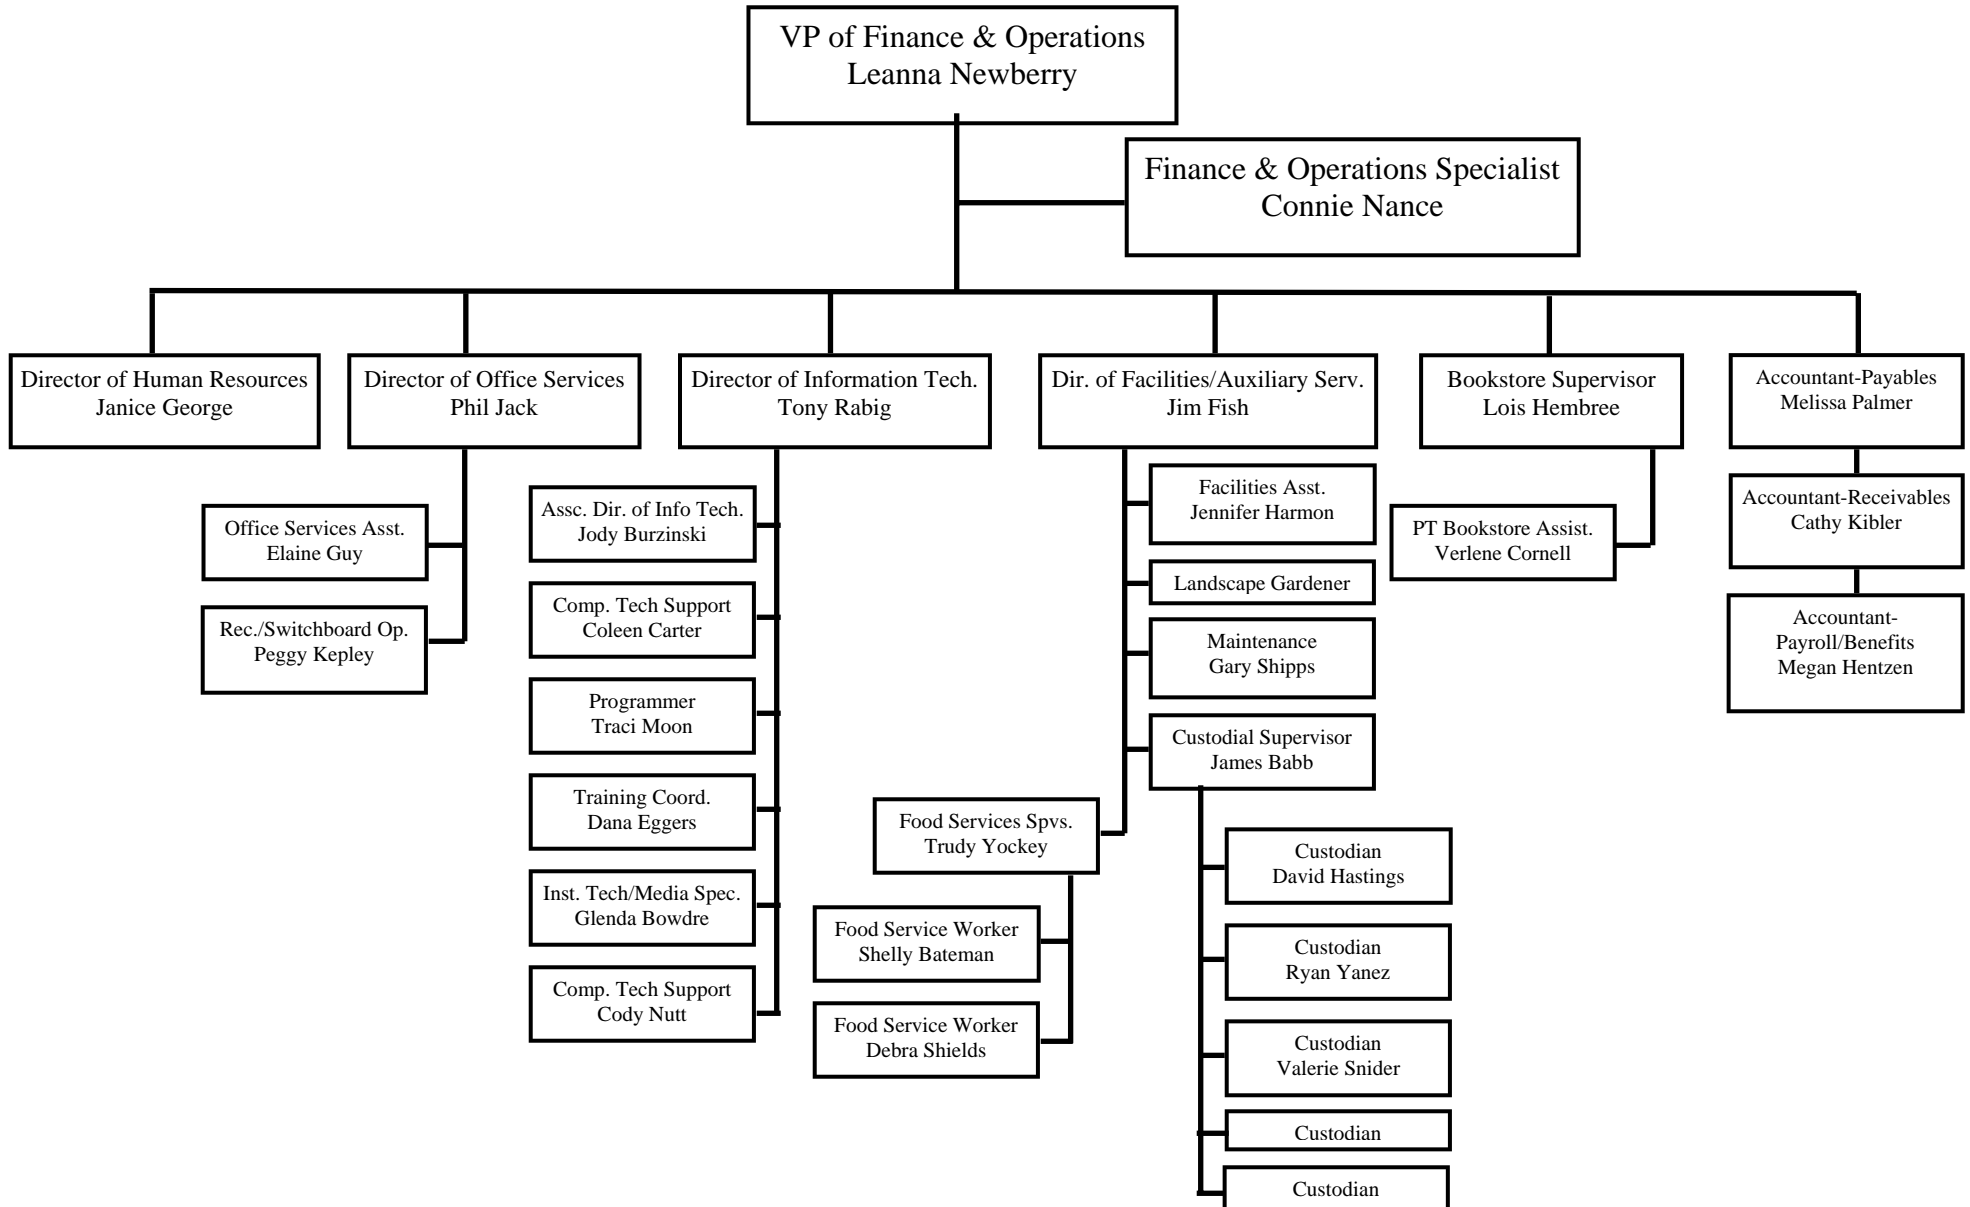 VP of Finance & Operations
Leanna Newberry
Finance & Operations Specialist
Connie Nance
Director of Human Resources
Janice George
Director of Office Services
Phil Jack
Director of Information Tech.
Tony Rabig
Dir. of Facilities/Auxiliary Serv.
Jim Fish
Bookstore Supervisor
Lois Hembree
Accountant-Payables
Melissa Palmer
Office Services Asst.
Elaine Guy
Rec./Switchboard Op.
Peggy Kepley
Assc. Dir. of Info Tech.
Jody Burzinski
Comp. Tech Support
Coleen Carter
Programmer
Traci Moon
Training Coord.
Dana Eggers
Inst. Tech/Media Spec.
Glenda Bowdre
Comp. Tech Support
Cody Nutt
Facilities Asst.
Jennifer Harmon
Landscape Gardener
Maintenance
Gary Shipps
Custodial Supervisor
James Babb
Food Services Spvs.
Trudy Yockey
Food Service Worker
Shelly Bateman
Food Service Worker
Debra Shields
Custodian
David Hastings
Custodian
Ryan Yanez
Custodian
Valerie Snider
Custodian
Custodian
PT Bookstore Assist.
Verlene Cornell
Accountant-Receivables
Cathy Kibler
Accountant-
Payroll/Benefits
Megan Hentzen